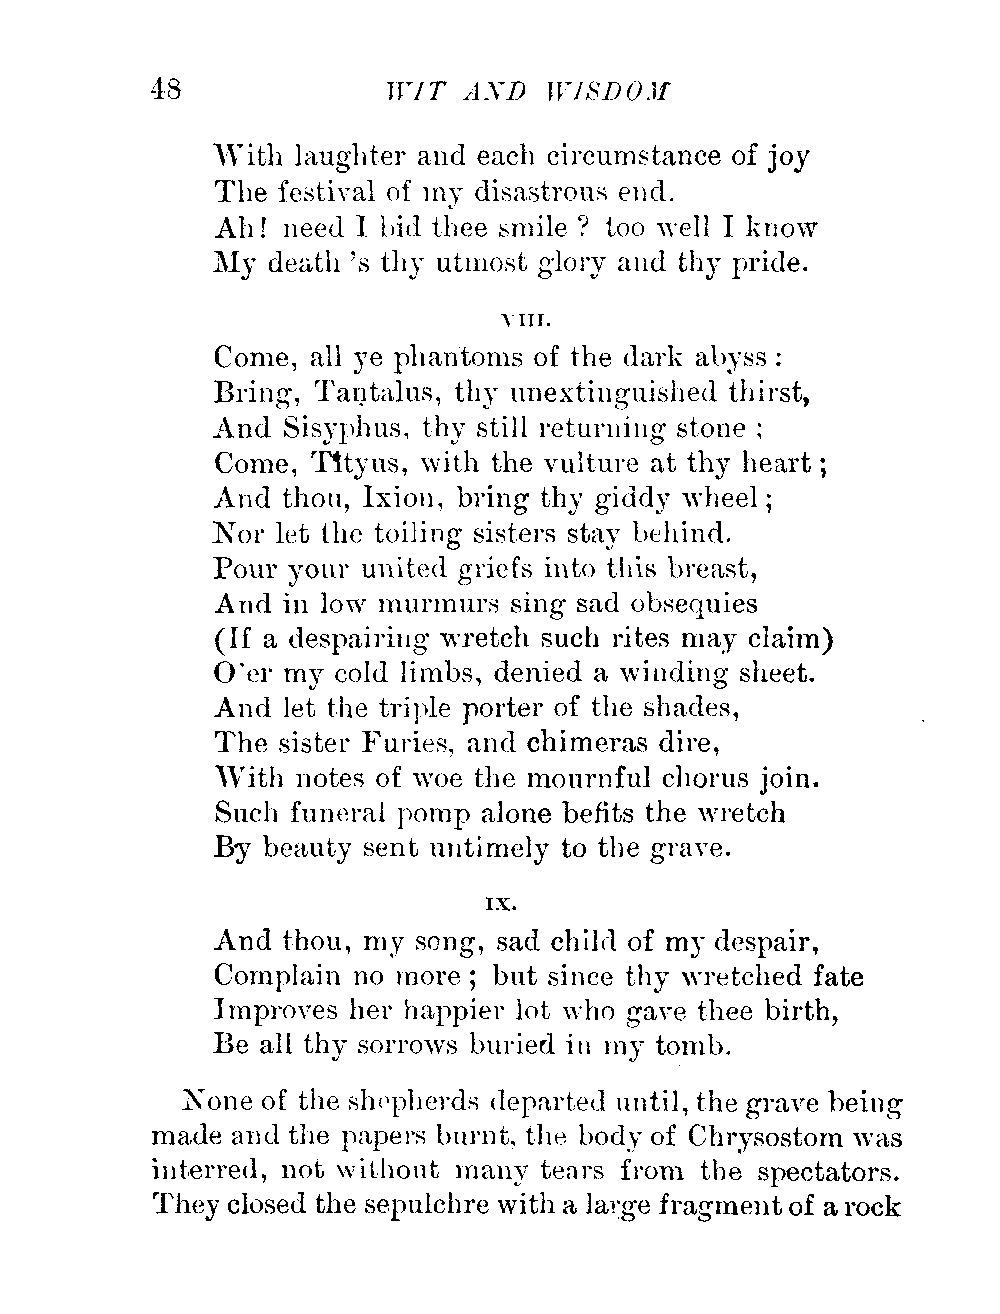 48 WIT AND WISDOM
With laughter and each circumstance of joy
The festival of my disastrous end.
Ah! need I bid thee smile ? too well I know
My death 's thy utmost glory and thy pride.
VIII.
Come, all ye phantoms of the dark abyss :
Bring, Tantalus, thy unextinguished thirst,
And Sisyphus, thy still returning stone ;
Come, Tityus, with the vulture at thy heart ;
And thou, Ixion, bring thy giddy wheel ;
Nor let the toiling sisters stay behind.
Pour your united griefs into this breast,
And in low murmurs sing sad obsequies
(If a despairing wretch such rites may claim)
O'er my cold limbs, denied a winding sheet.
And let the triple porter of the shades,
The sister Furies, and chimeras dire,
With notes of woe the mournful chorus join.
Such funeral pomp alone befits the wretch
By beauty sent untimely to the grave.
IX.
And thou, my song, sad child of my despair,
Complain no more ; but since thy wretched fate
Improves her happier lot who gave thee birth,
Be all thy sorrows buried in my tomb.
None of the shepherds departed until, the grave being
made and the papers burnt, the body of Chrysostom was
interred, not without many tears from the spectators.
They closed the sepulchre with a large fragment of a rock